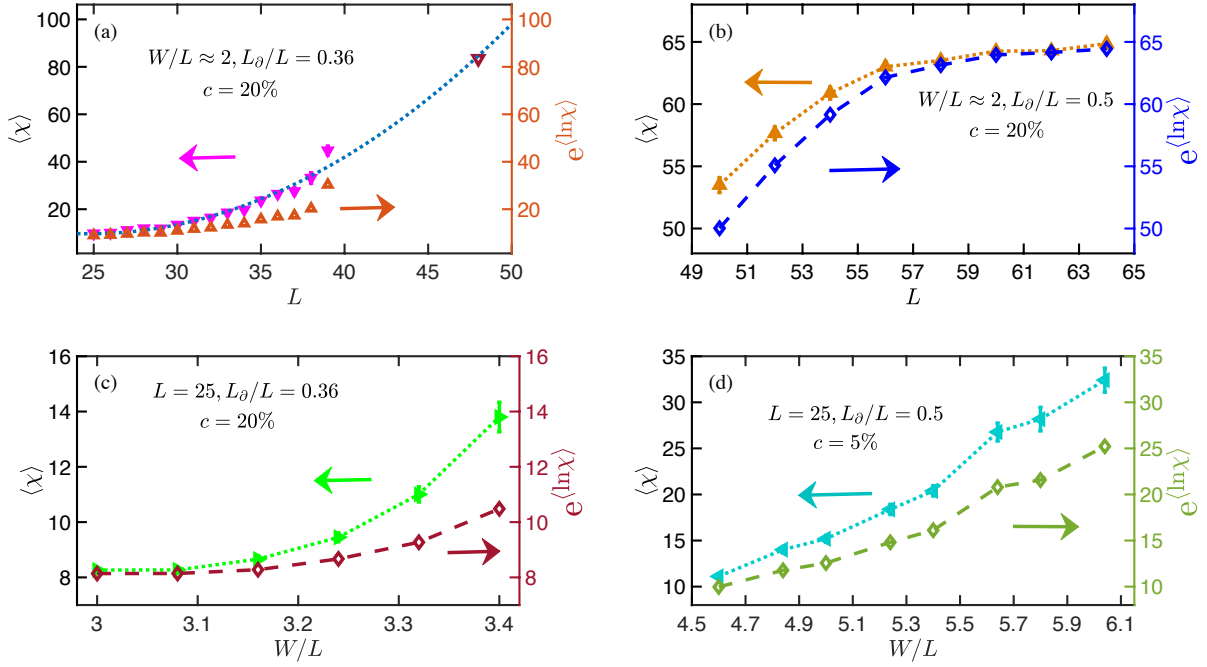 (a)
W/L ≈ 2, L∂/L = 0.36
c = 20%
⟨χ⟩
100
80
60
40
20
100
80
60
40
20
e^⟨lnχ⟩
25 30 35 40 45 50
L
(b)
W/L ≈ 2, L∂/L = 0.5
c = 20%
⟨χ⟩
65
60
55
50
65
60
55
50
e^⟨lnχ⟩
49 51 53 55 57 59 61 63 65
L
(c)
L = 25, L∂/L = 0.36
c = 20%
⟨χ⟩
16
14
12
10
8
16
14
12
10
8
e^⟨lnχ⟩
3 3.1 3.2 3.3 3.4
W/L
(d)
L = 25, L∂/L = 0.5
c = 5%
⟨χ⟩
35
30
25
20
15
10
35
30
25
20
15
10
e^⟨lnχ⟩
4.5 4.7 4.9 5.1 5.3 5.5 5.7 5.9 6.1
W/L